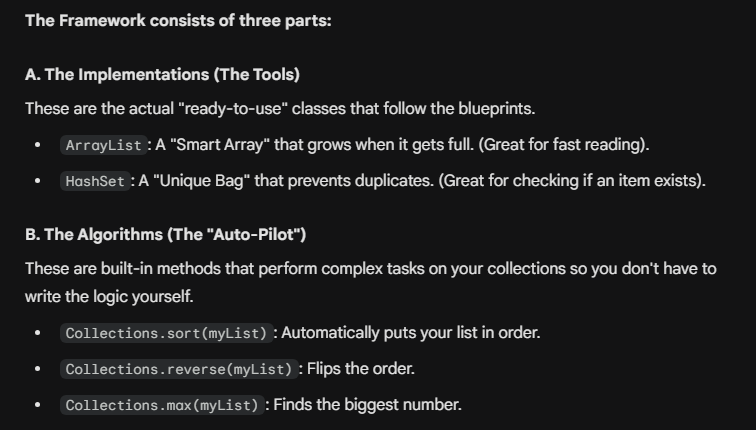 The Framework consists of three parts:
A. The Implementations (The Tools)
These are the actual "ready-to-use" classes that follow the blueprints.
• ArrayList: A "Smart Array" that grows when it gets full. (Great for fast reading).
• HashSet: A "Unique Bag" that prevents duplicates. (Great for checking if an item exists).
B. The Algorithms (The "Auto-Pilot")
These are built-in methods that perform complex tasks on your collections so you don't have to
write the logic yourself.
• Collections.sort(myList): Automatically puts your list in order.
• Collections.reverse(myList): Flips the order.
• Collections.max(myList): Finds the biggest number.